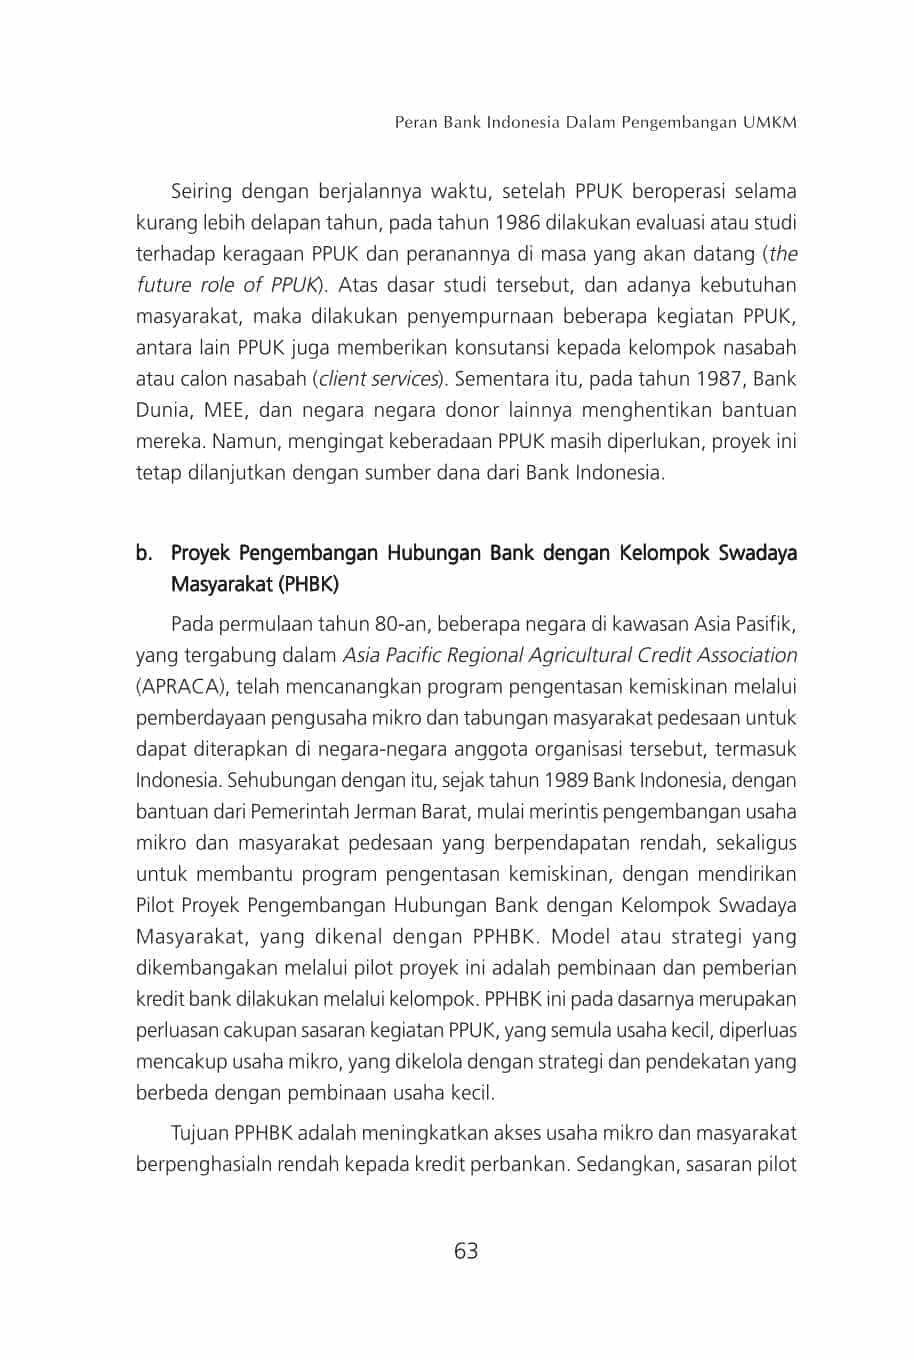 Peran Bank Indonesia Dalam Pengembangan UMKM
Seiring dengan berjalannya waktu, setelah PPUK beroperasi selama
kurang lebih delapan tahun, pada tahun 1986 dilakukan evaluasi atau studi
terhadap keragaan PPUK dan peranannya di masa yang akan datang (the
future role of PPUK). Atas dasar studi tersebut, dan adanya kebutuhan
masyarakat, maka dilakukan penyempurnaan beberapa kegiatan PPUK,
antara lain PPUK juga memberikan konsutansi kepada kelompok nasabah
atau calon nasabah (client services). Sementara itu, pada tahun 1987, Bank
Dunia, MEE, dan negara negara donor lainnya menghentikan bantuan
mereka. Namun, mengingat keberadaan PPUK masih diperlukan, proyek ini
tetap dilanjutkan dengan sumber dana dari Bank Indonesia.
b. Proyek Pengembangan Hubungan Bank dengan Kelompok Swadaya
Masyarakat (PHBK)
Pada permulaan tahun 80-an, beberapa negara di kawasan Asia Pasifik,
yang tergabung dalam Asia Pacific Regional Agricultural Credit Association
(APRACA), telah mencanangkan program pengentasan kemiskinan melalui
pemberdayaan pengusaha mikro dan tabungan masyarakat pedesaan untuk
dapat diterapkan di negara-negara anggota organisasi tersebut, termasuk
Indonesia. Sehubungan dengan itu, sejak tahun 1989 Bank Indonesia, dengan
bantuan dari Pemerintah Jerman Barat, mulai merintis pengembangan usaha
mikro dan masyarakat pedesaan yang berpendapatan rendah, sekaligus
untuk membantu program pengentasan kemiskinan, dengan mendirikan
Pilot Proyek Pengembangan Hubungan Bank dengan Kelompok Swadaya
Masyarakat, yang dikenal dengan PPHBK. Model atau strategi yang
dikembangakan melalui pilot proyek ini adalah pembinaan dan pemberian
kredit bank dilakukan melalui kelompok. PPHBK ini pada dasarnya merupakan
perluasan cakupan sasaran kegiatan PPUK, yang semula usaha kecil, diperluas
mencakup usaha mikro, yang dikelola dengan strategi dan pendekatan yang
berbeda dengan pembinaan usaha kecil.
Tujuan PPHBK adalah meningkatkan akses usaha mikro dan masyarakat
berpenghasialn rendah kepada kredit perbankan. Sedangkan, sasaran pilot
63